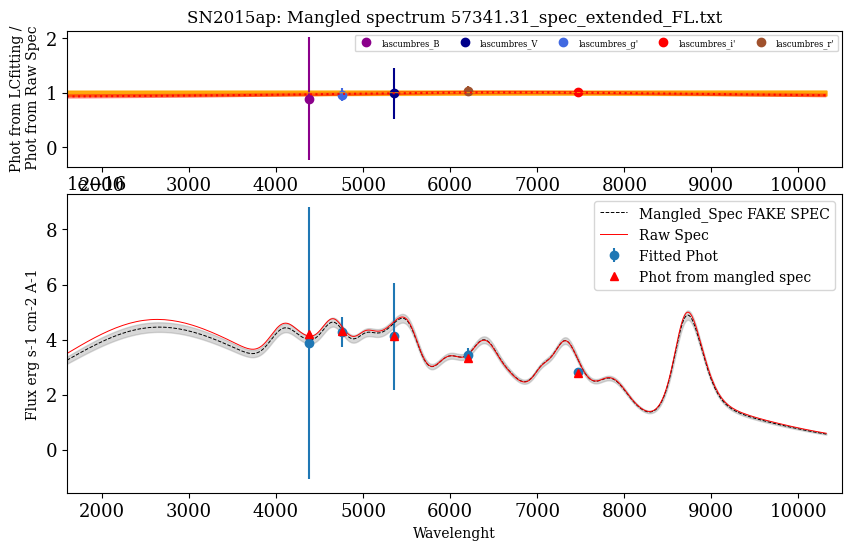 SN2015ap: Mangled spectrum 57341.31_spec_extended_FL.txt
Phot from LCfitting /
Phot from Raw Spec
2
1
0
lascumbres_B
lascumbres_V
lascumbres_g'
lascumbres_i'
lascumbres_r'
2000 3000 4000 5000 6000 7000 8000 9000 10000
Flux erg s-1 cm-2 A-1
8
6
4
2
0
Mangled_Spec FAKE SPEC
Raw Spec
Fitted Phot
Phot from mangled spec
2000 3000 4000 5000 6000 7000 8000 9000 10000
Wavelenght